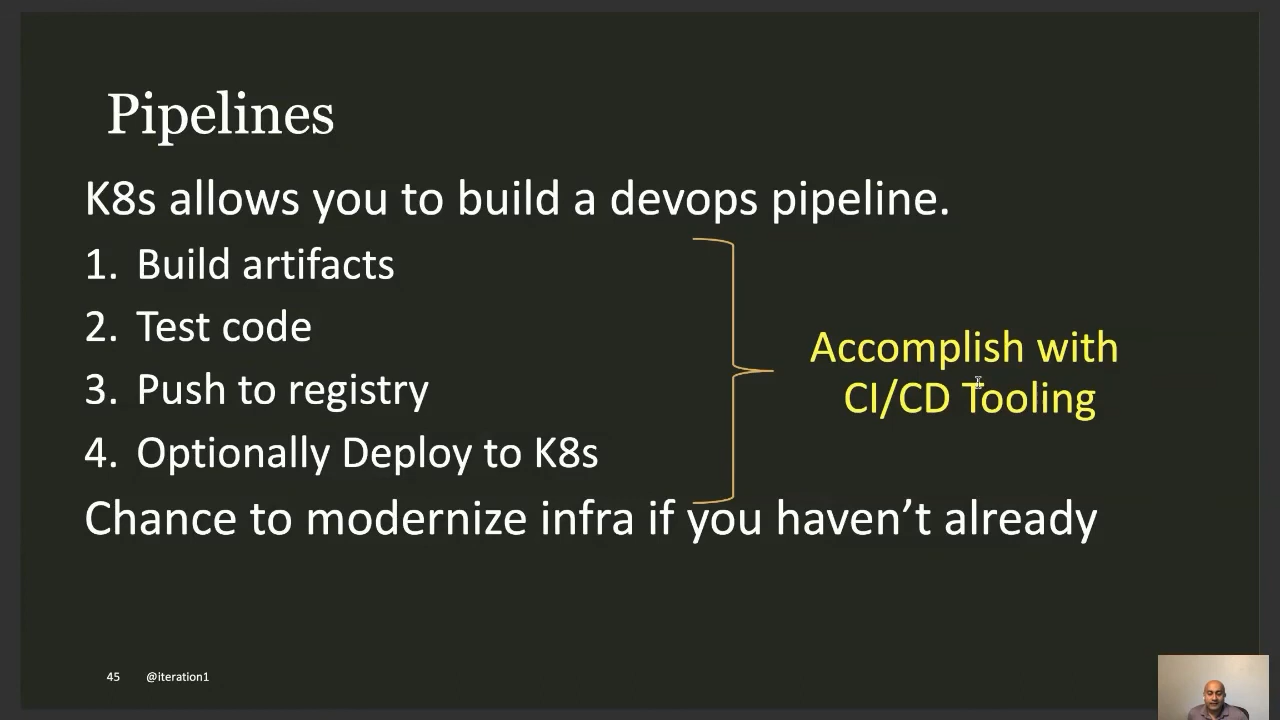 Pipelines
K8s allows you to build a devops pipeline.
1. Build artifacts
2. Test code
3. Push to registry
4. Optionally Deploy to K8s
Accomplish with
CI/CD Tooling
Chance to modernize infra if you haven’t already
45 @iteration1